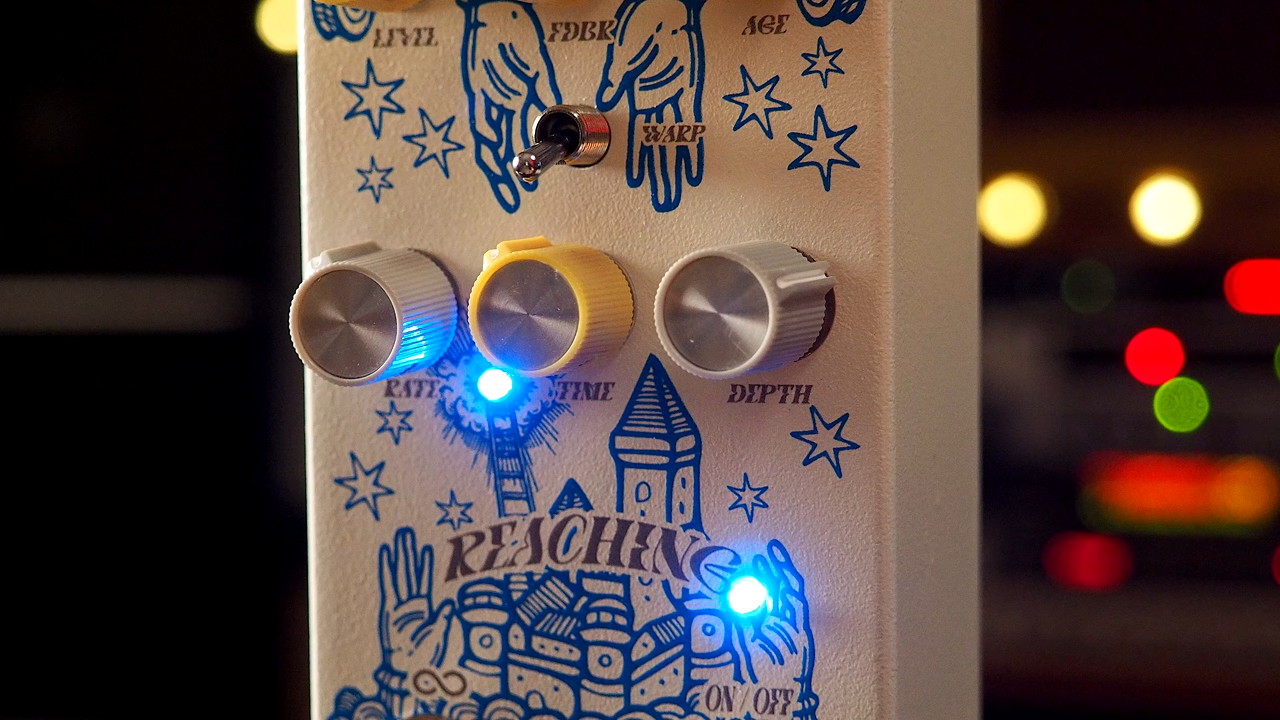 LEVEL FDBK AGE
WARP
RATE TIME DEPTH
REACHING
∞
ON / OFF